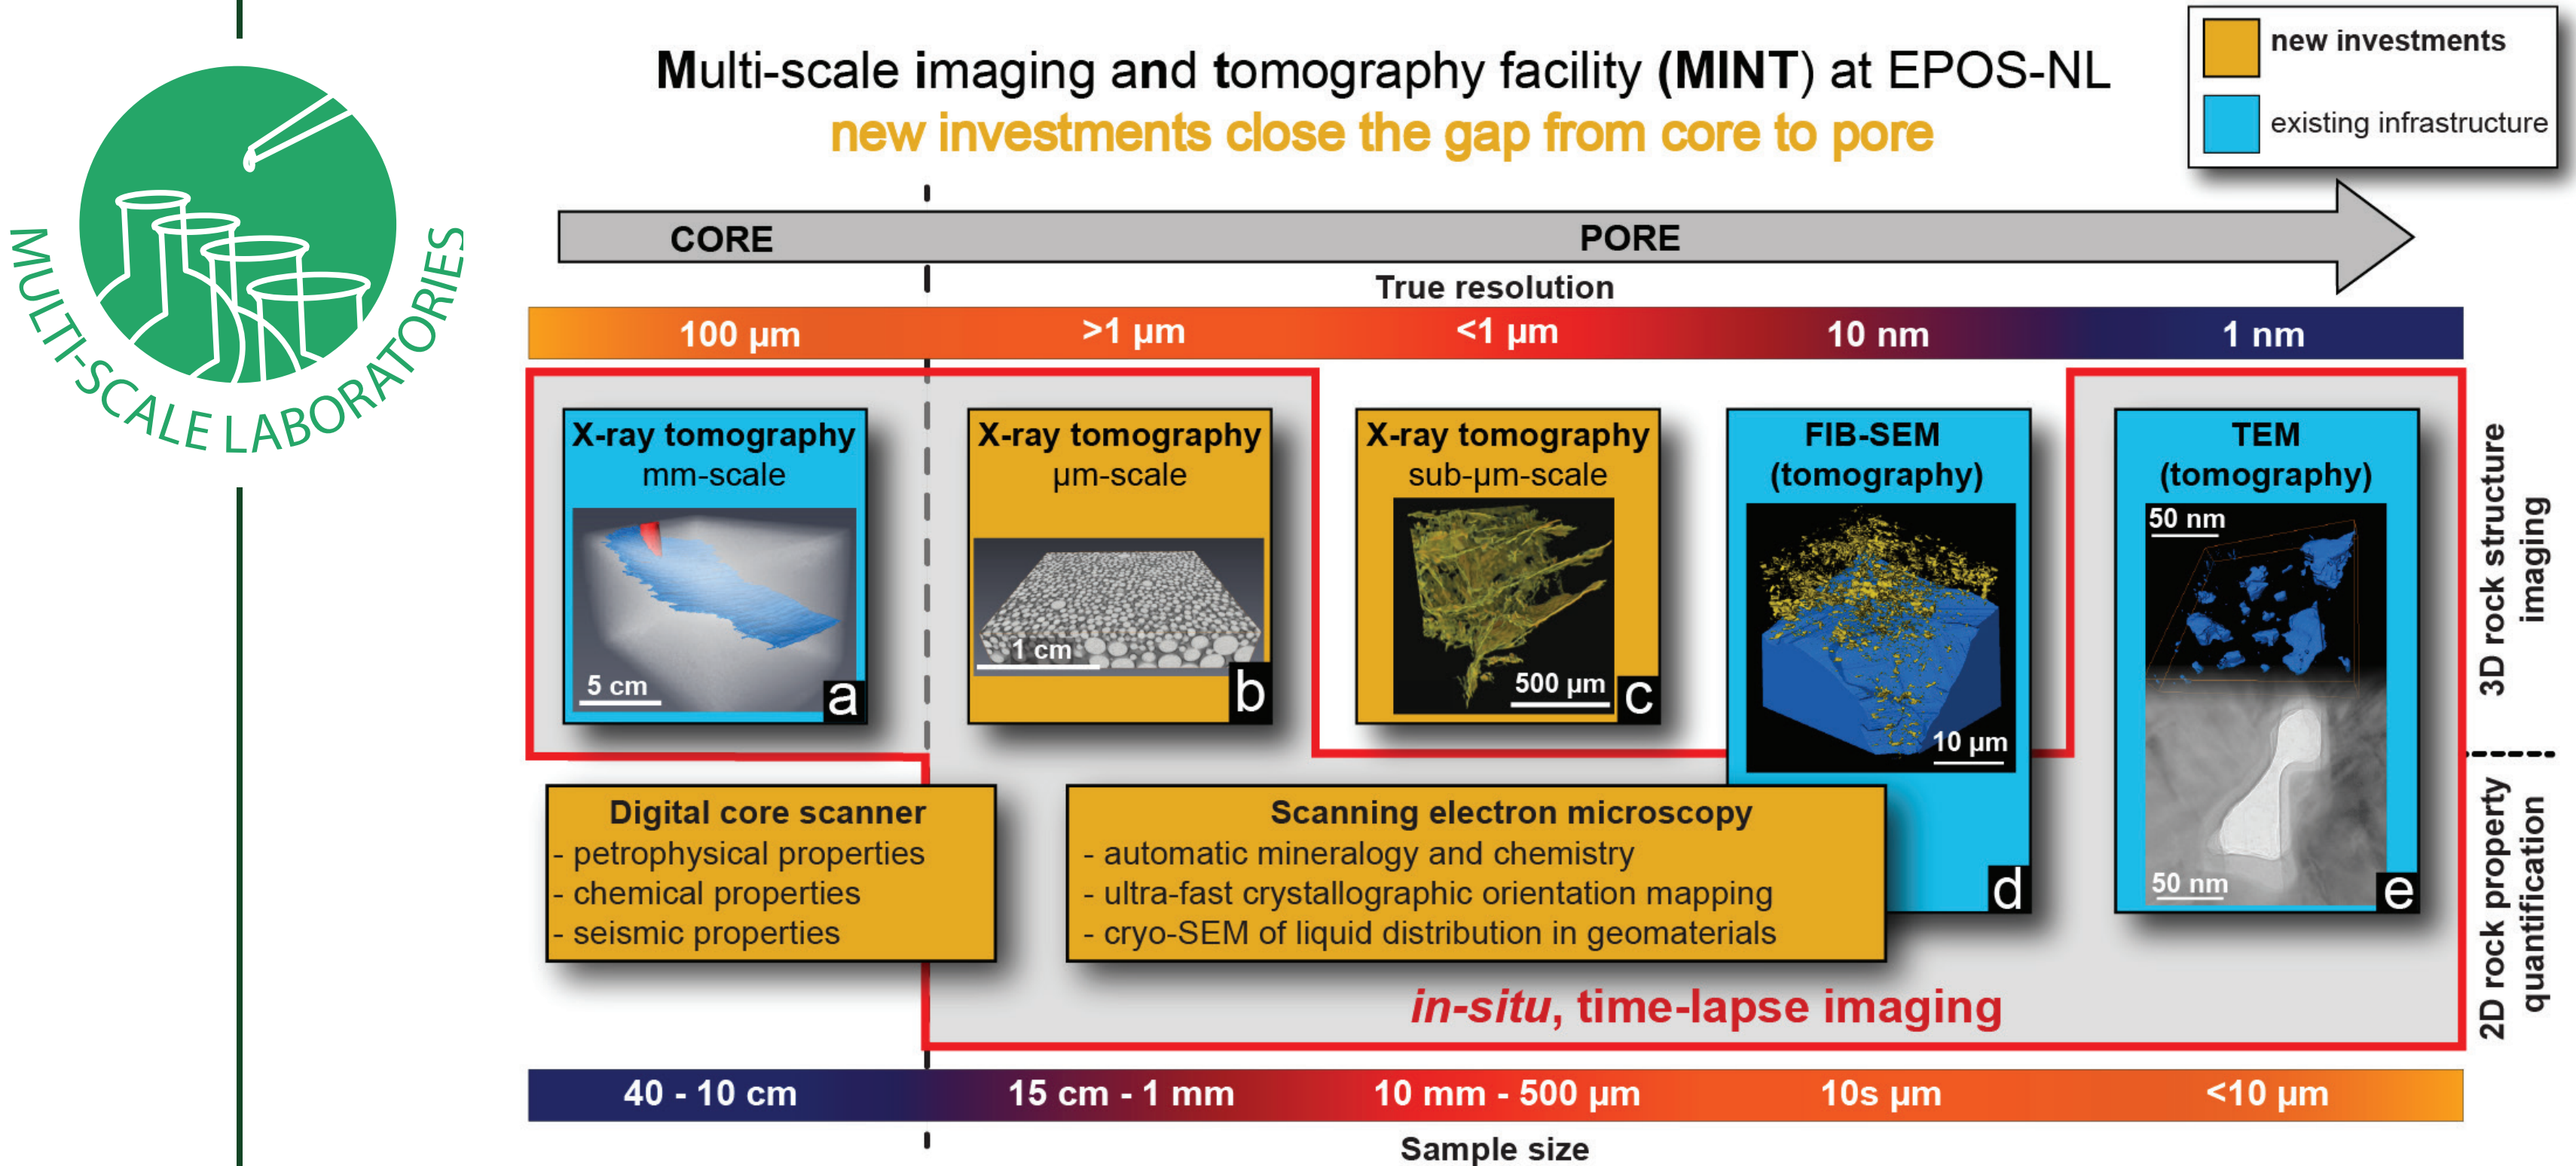 MULTI-SCALE LABORATORIES
Multi-scale imaging and tomography facility (MINT) at EPOS-NL
new investments close the gap from core to pore
new investments
existing infrastructure
CORE
PORE
True resolution
100 µm
>1 µm
<1 µm
10 nm
1 nm
X-ray tomography
mm-scale
5 cm
a
X-ray tomography
µm-scale
1 cm
b
X-ray tomography
sub-µm-scale
500 µm
c
FIB-SEM
(tomography)
10 µm
d
TEM
(tomography)
50 nm
50 nm
e
3D rock structure
imaging
2D rock property
quantification
Digital core scanner
- petrophysical properties
- chemical properties
- seismic properties
Scanning electron microscopy
- automatic mineralogy and chemistry
- ultra-fast crystallographic orientation mapping
- cryo-SEM of liquid distribution in geomaterials
in-situ, time-lapse imaging
40 - 10 cm
15 cm - 1 mm
10 mm - 500 µm
10s µm
<10 µm
Sample size